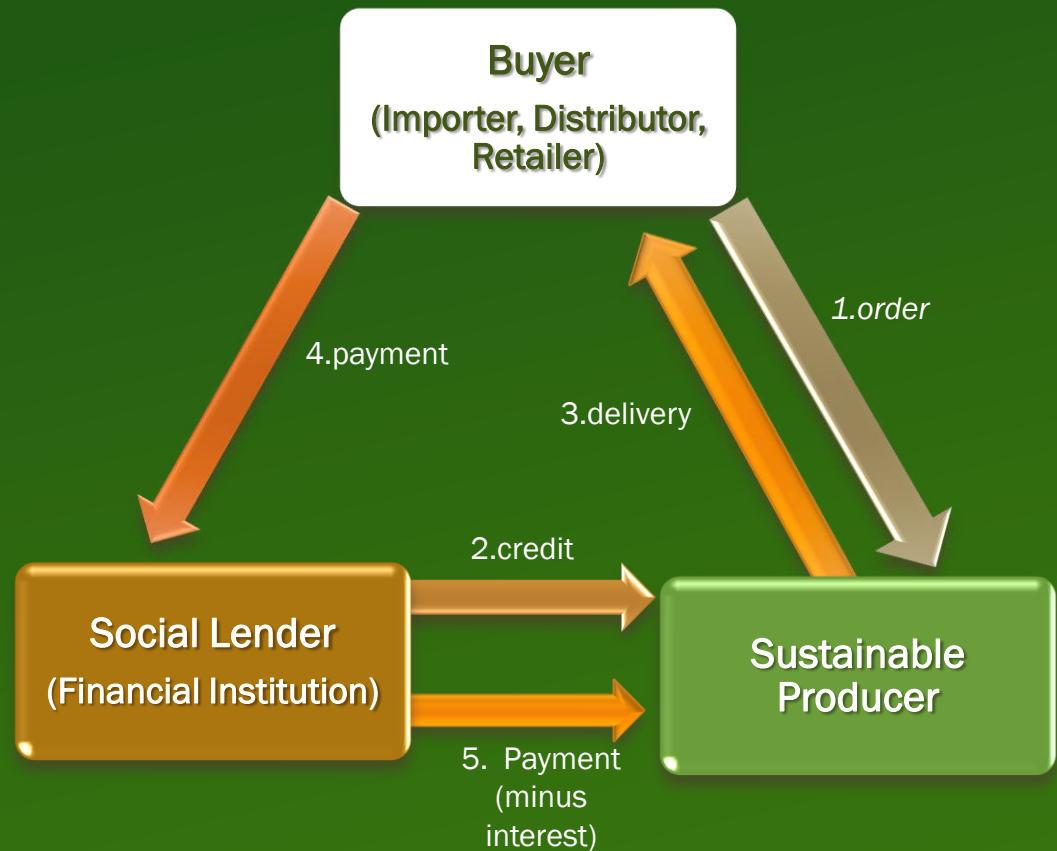 Buyer
(Importer, Distributor,
Retailer)
1.order
4.payment
3.delivery
2.credit
Social Lender
(Financial Institution)
Sustainable
Producer
5. Payment
(minus
interest)